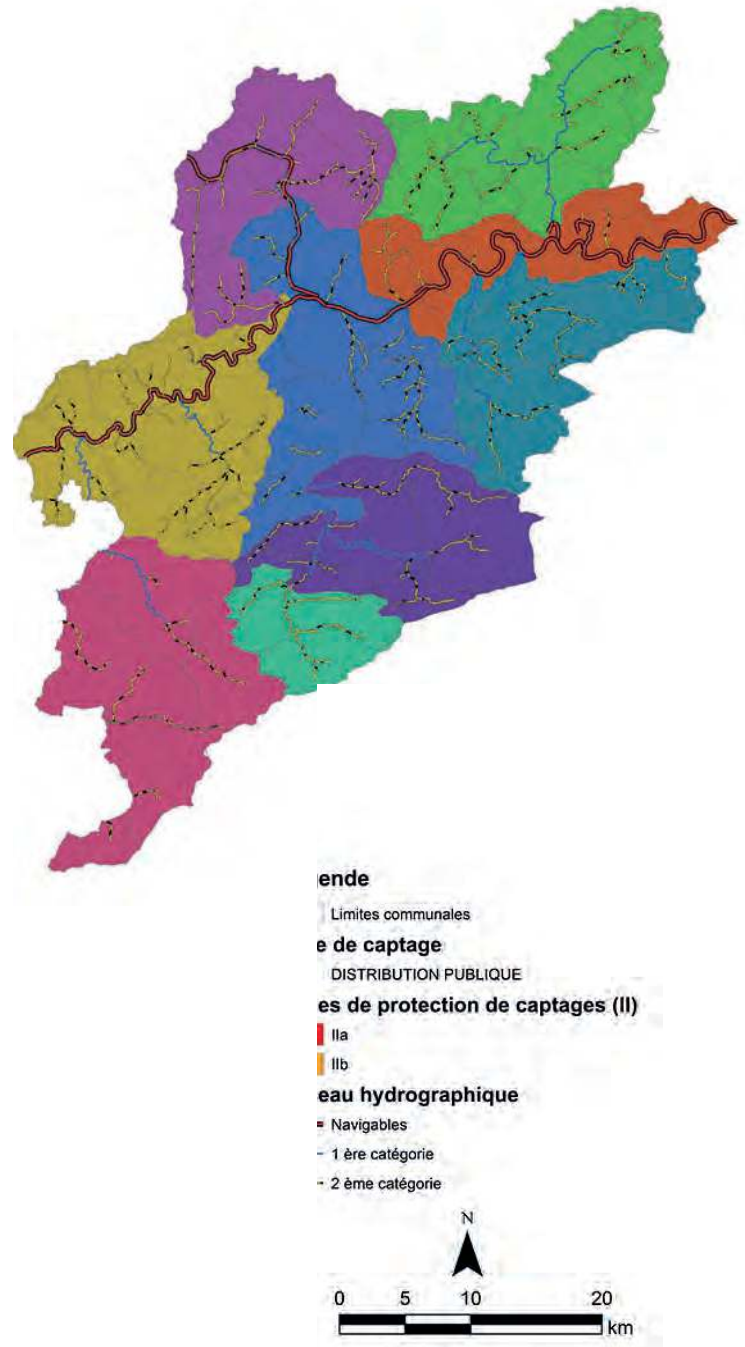 ende
Limites communales
e de captage
DISTRIBUTION PUBLIQUE
es de protection de captages (II)
IIa
IIb
eau hydrographique
Navigables
1 ère catégorie
2 ème catégorie
N
0 5 10 20
km